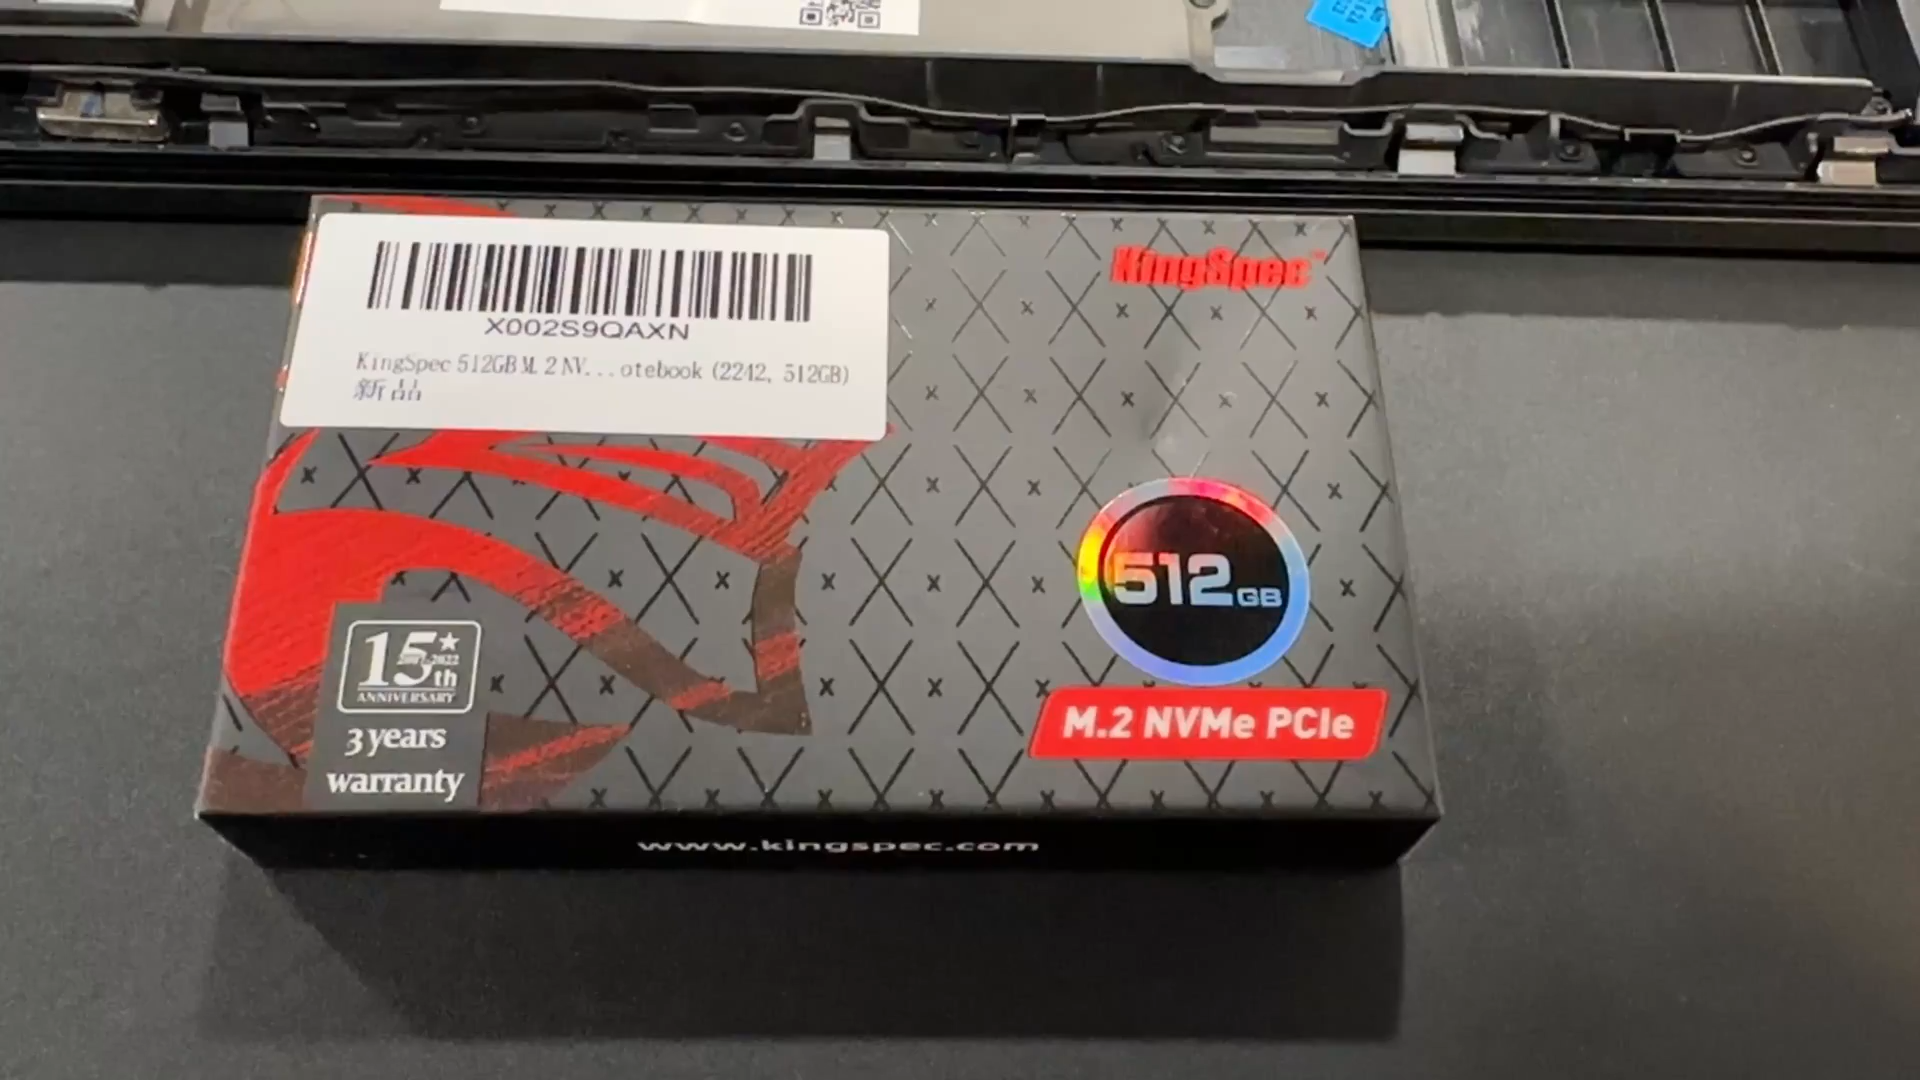 X002S9QAXN
KingSpec 512GB M.2 NV...otebook (2242, 512GB)
新品
KingSpec™
512GB
M.2 NVMe PCIe
15th
ANNIVERSARY
3 years
warranty
www.kingspec.com